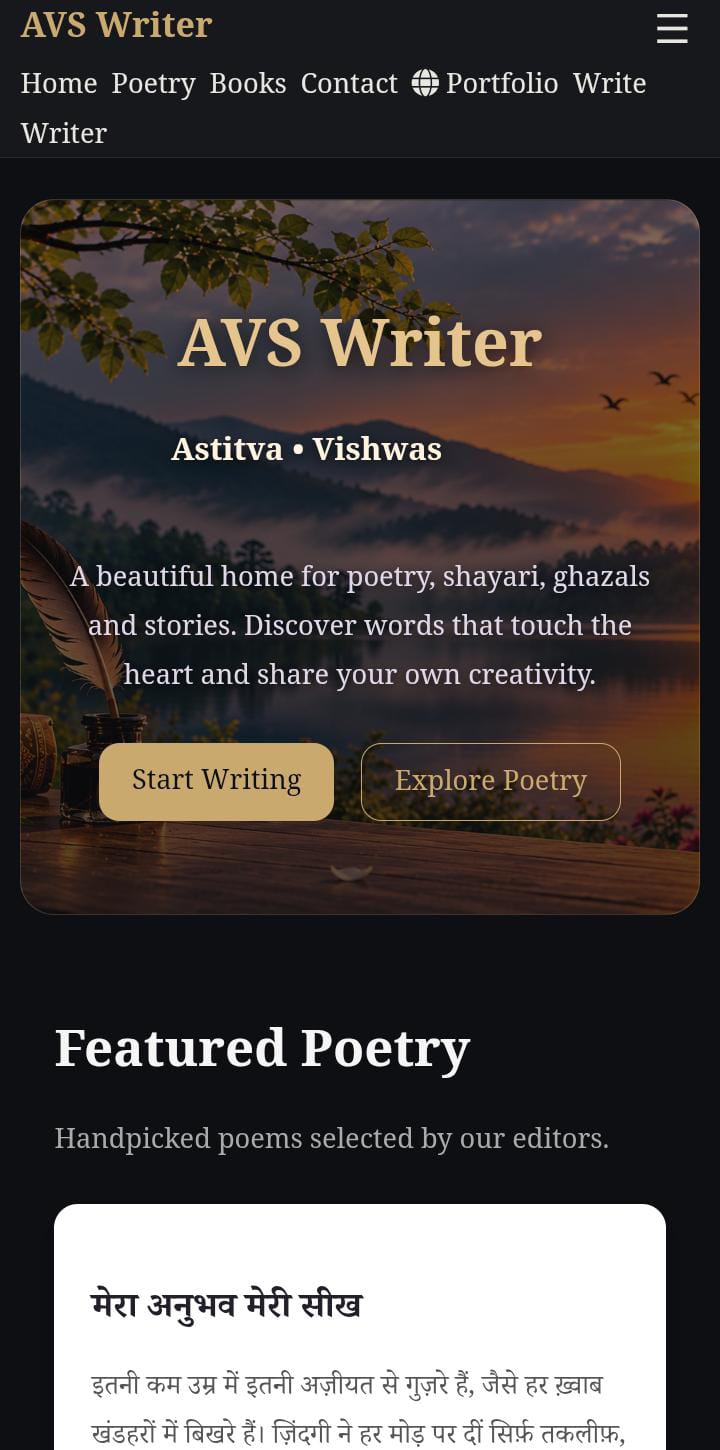 AVS Writer
☰
Home Poetry Books Contact Portfolio Write
Writer
AVS Writer
Astitva • Vishwas
A beautiful home for poetry, shayari, ghazals
and stories. Discover words that touch the
heart and share your own creativity.
Start Writing
Explore Poetry
Featured Poetry
Handpicked poems selected by our editors.
मेरा अनुभव मेरी सीख
इतनी कम उम्र में इतनी अज़ीयत से गुज़रे हैं, जैसे हर ख़्वाब
खंडहरों में बिखरे हैं। ज़िंदगी ने हर मोड़ पर दीं सिर्फ़ तकलीफ़,